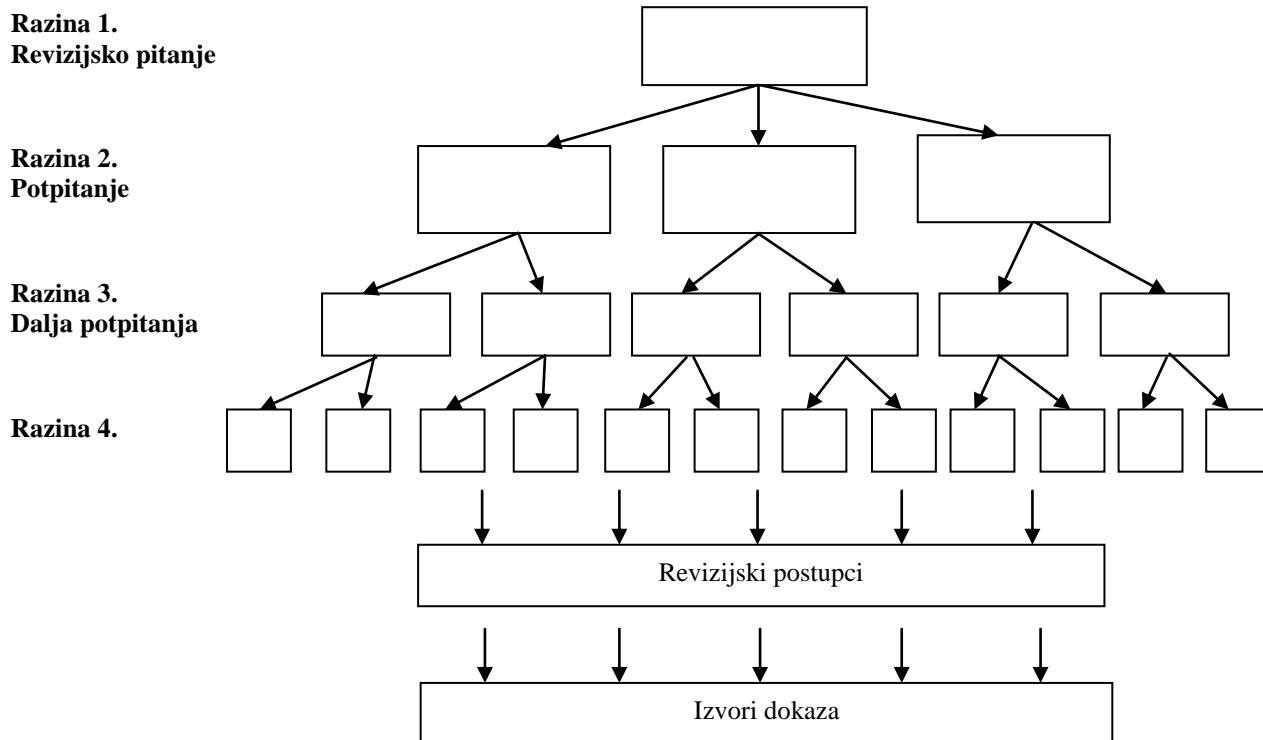 Razina 1.
Revizijsko pitanje
Razina 2.
Potpitanje
Razina 3.
Dalja potpitanja
Razina 4.
Revizijski postupci
Izvori dokaza